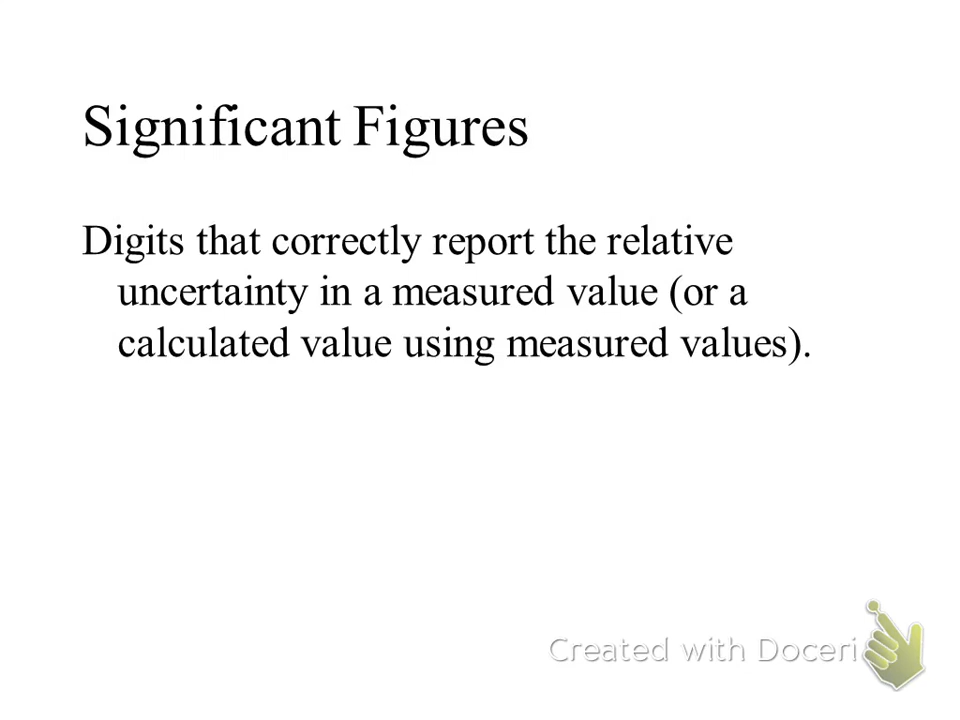 Significant Figures
Digits that correctly report the relative
uncertainty in a measured value (or a
calculated value using measured values).
Created with Doceri